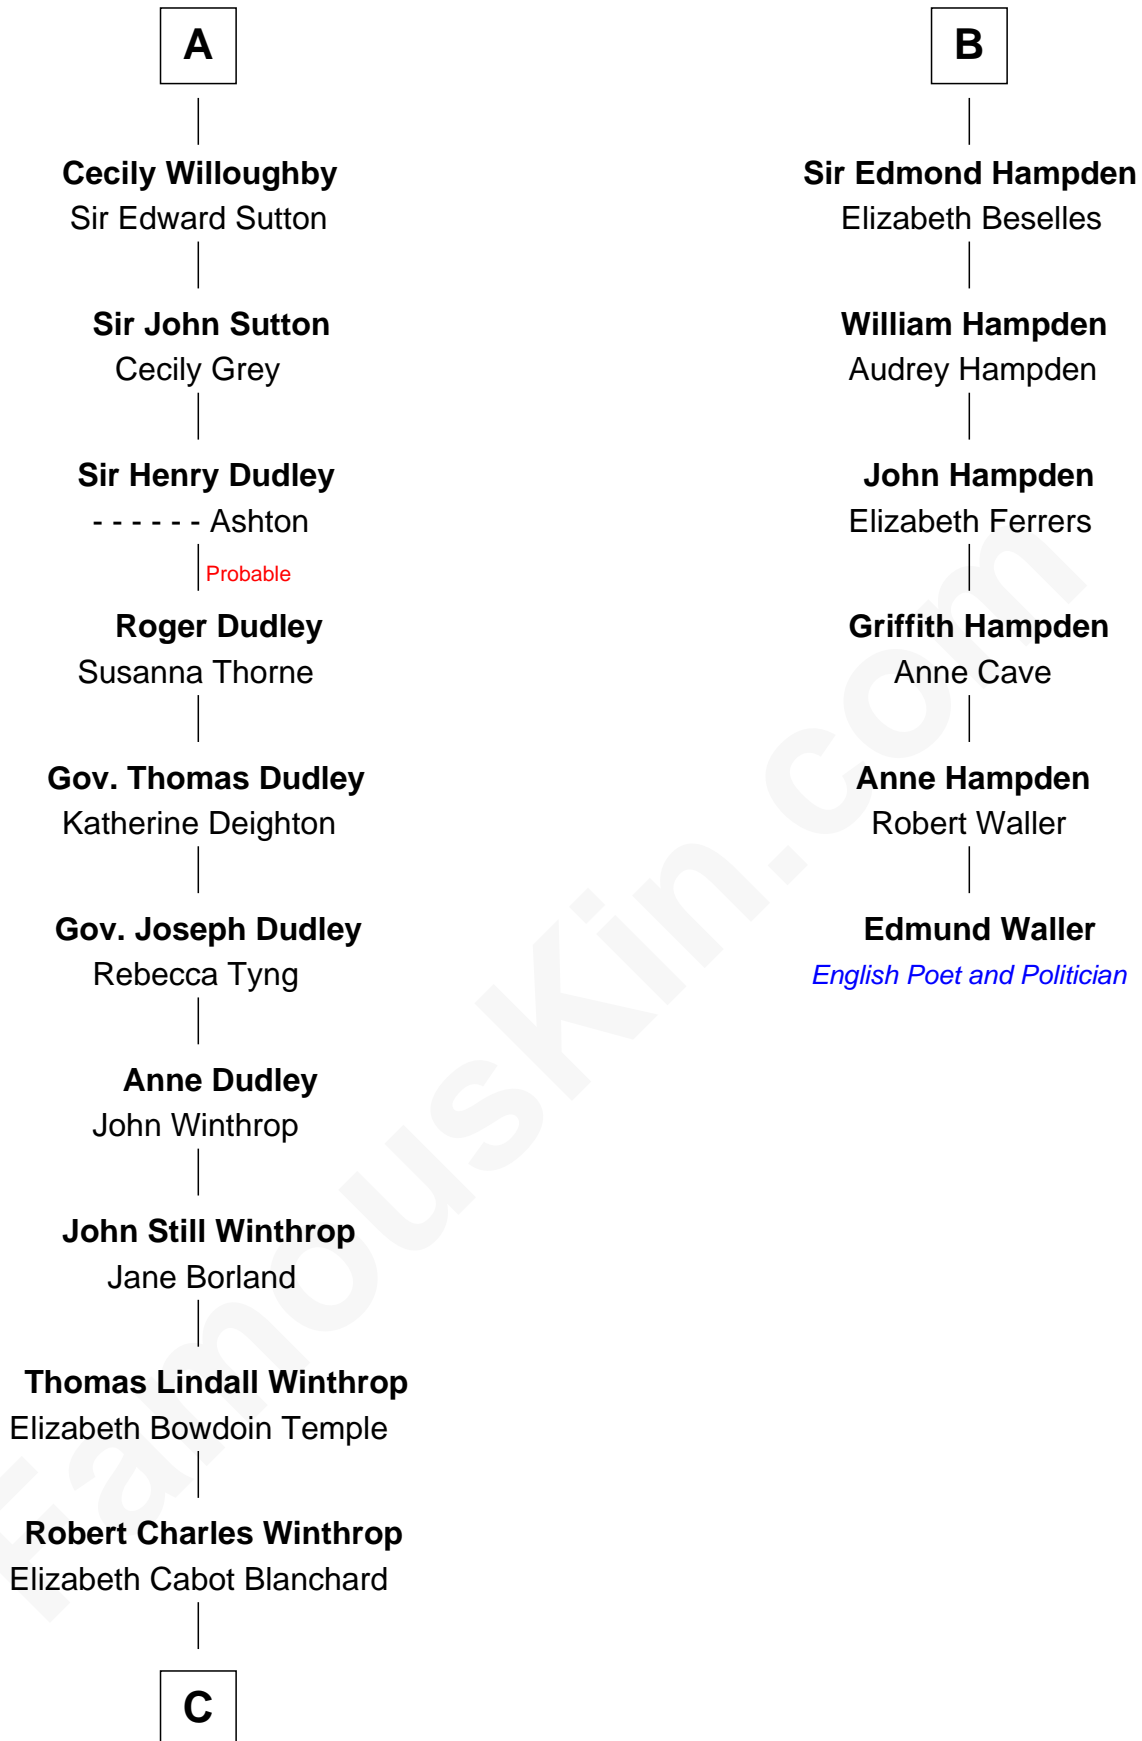 A
Cecily Willoughby
Sir Edward Sutton
Sir John Sutton
Cecily Grey
Sir Henry Dudley
- - - - - - Ashton
Probable
Roger Dudley
Susanna Thorne
Gov. Thomas Dudley
Katherine Deighton
Gov. Joseph Dudley
Rebecca Tyng
Anne Dudley
John Winthrop
John Still Winthrop
Jane Borland
Thomas Lindall Winthrop
Elizabeth Bowdoin Temple
Robert Charles Winthrop
Elizabeth Cabot Blanchard
C
B
Sir Edmond Hampden
Elizabeth Beselles
William Hampden
Audrey Hampden
John Hampden
Elizabeth Ferrers
Griffith Hampden
Anne Cave
Anne Hampden
Robert Waller
Edmund Waller
English Poet and Politician
FamousKin.com